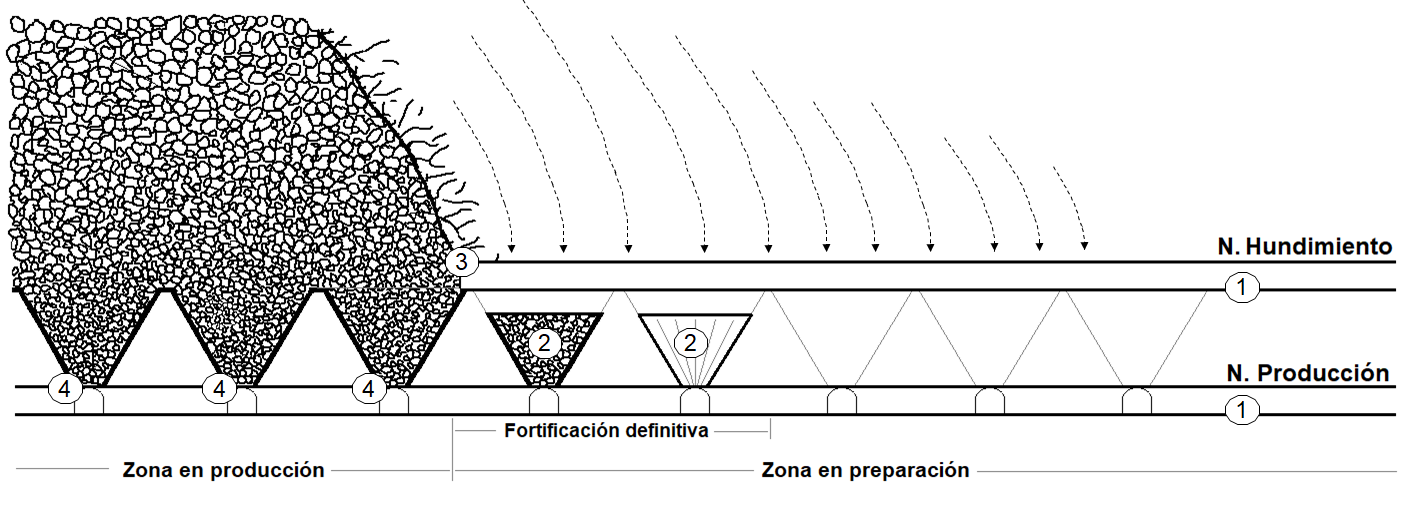 N. Hundimiento
3
1
2
2
N. Producción
4
4
4
1
Fortificación definitiva
Zona en producción
Zona en preparación